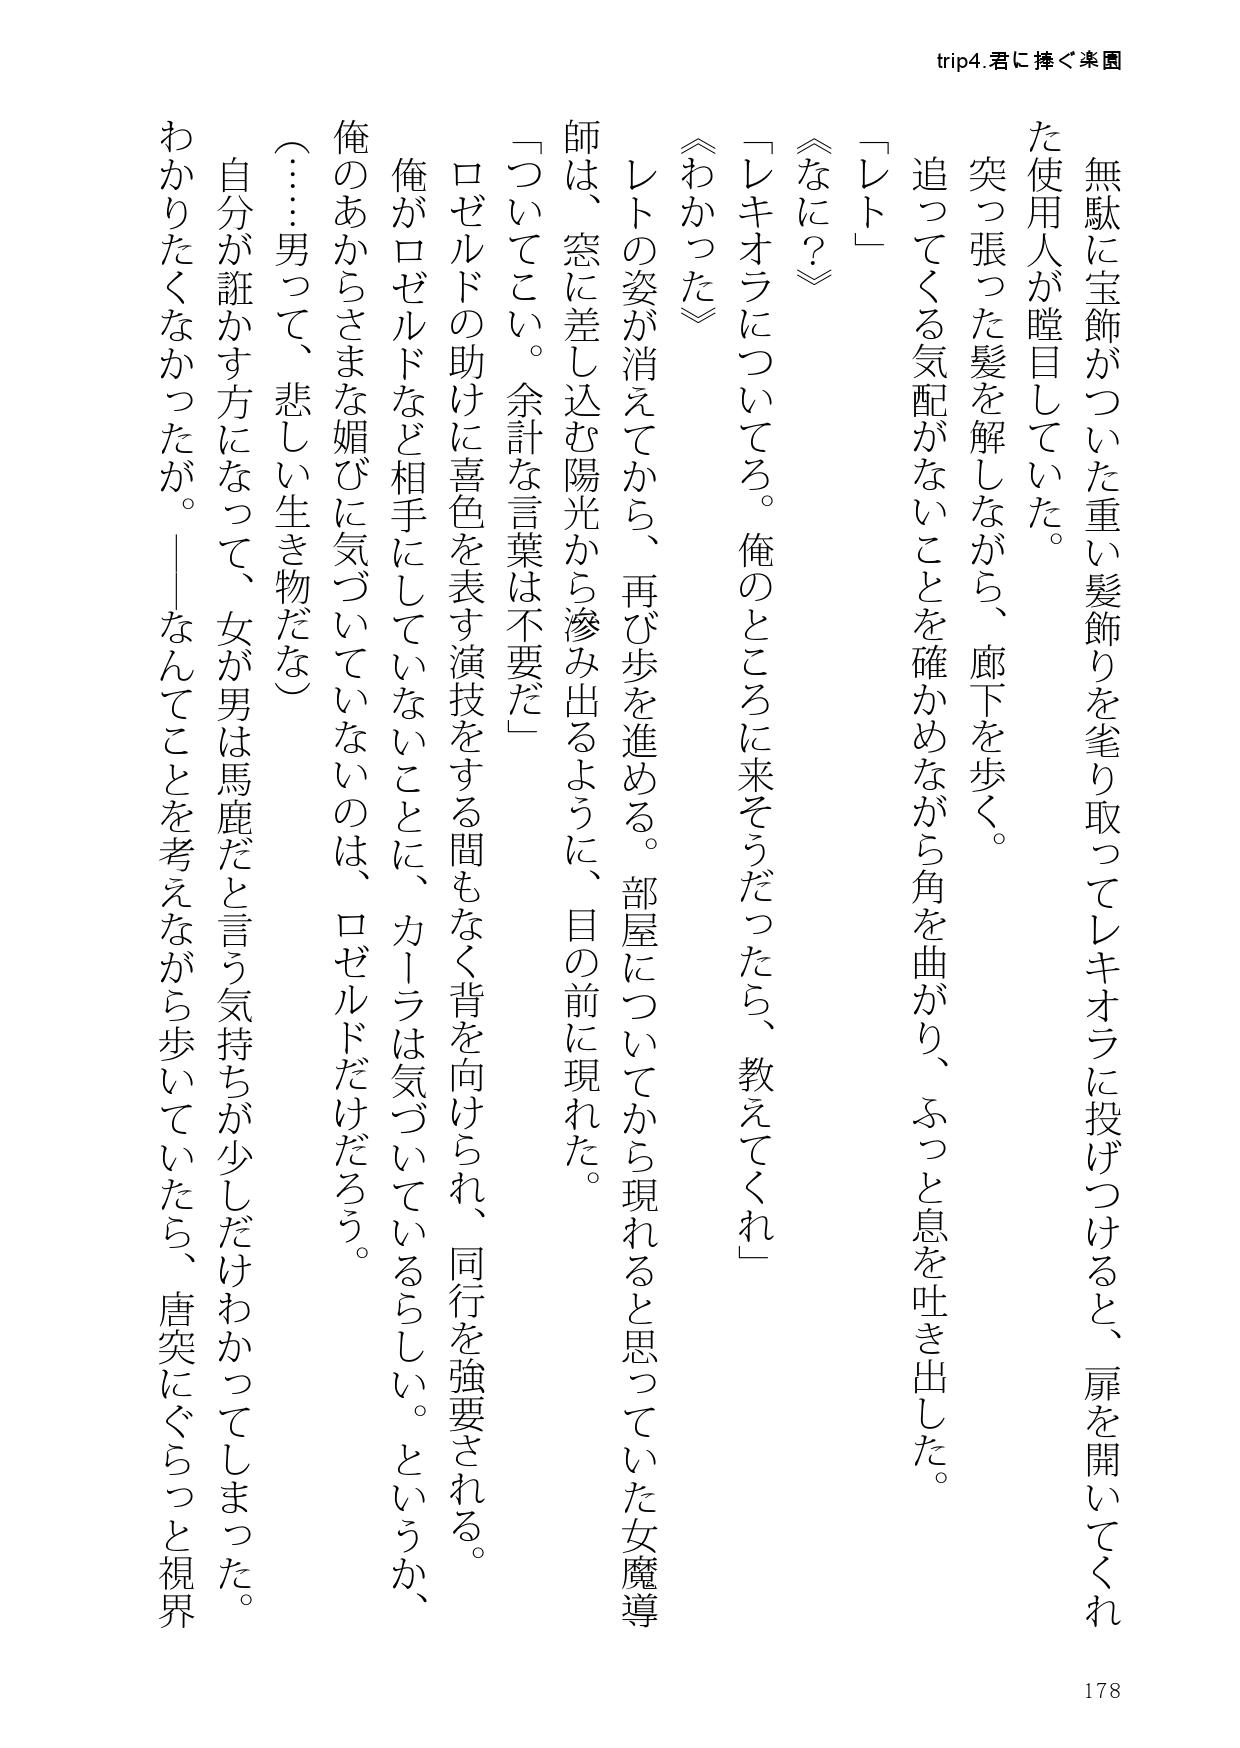 trip4.君に捧ぐ楽園
　無駄に宝飾がついた重い髪飾りを毟り取ってレキオラに投げつけると、扉を開いてくれ
た使用人が瞠目していた。
　突っ張った髪を解しながら、廊下を歩く。
　追ってくる気配がないことを確かめながら角を曲がり、ふっと息を吐き出した。
「レト」
《なに？》
「レキオラについてろ。俺のところに来そうだったら、教えてくれ」
《わかった》
　レトの姿が消えてから、再び歩を進める。部屋についてから現れると思っていた女魔導
師は、窓に差し込む陽光から滲み出るように、目の前に現れた。
「ついてこい。余計な言葉は不要だ」
　ロゼルドの助けに喜色を表す演技をする間もなく背を向けられ、同行を強要される。
　俺がロゼルドなど相手にしていないことに、カーラは気づいているらしい。というか、
俺のあからさまな媚びに気づいていないのは、ロゼルドだけだろう。
（……男って、悲しい生き物だな）
　自分が誑かす方になって、女が男は馬鹿だと言う気持ちが少しだけわかってしまった。
わかりたくなかったが。――なんてことを考えながら歩いていたら、唐突にぐらっと視界
178